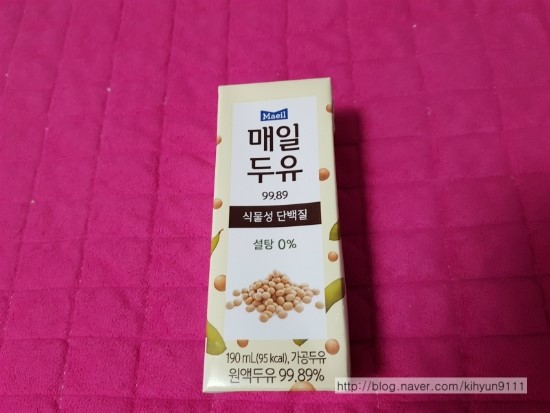 Maeil
매일
두유
99.89
식물성 단백질
설탕 0%
190 mL(95 kcal), 가공두유
원액두유 99.89%
http://blog.naver.com/kihyun9111